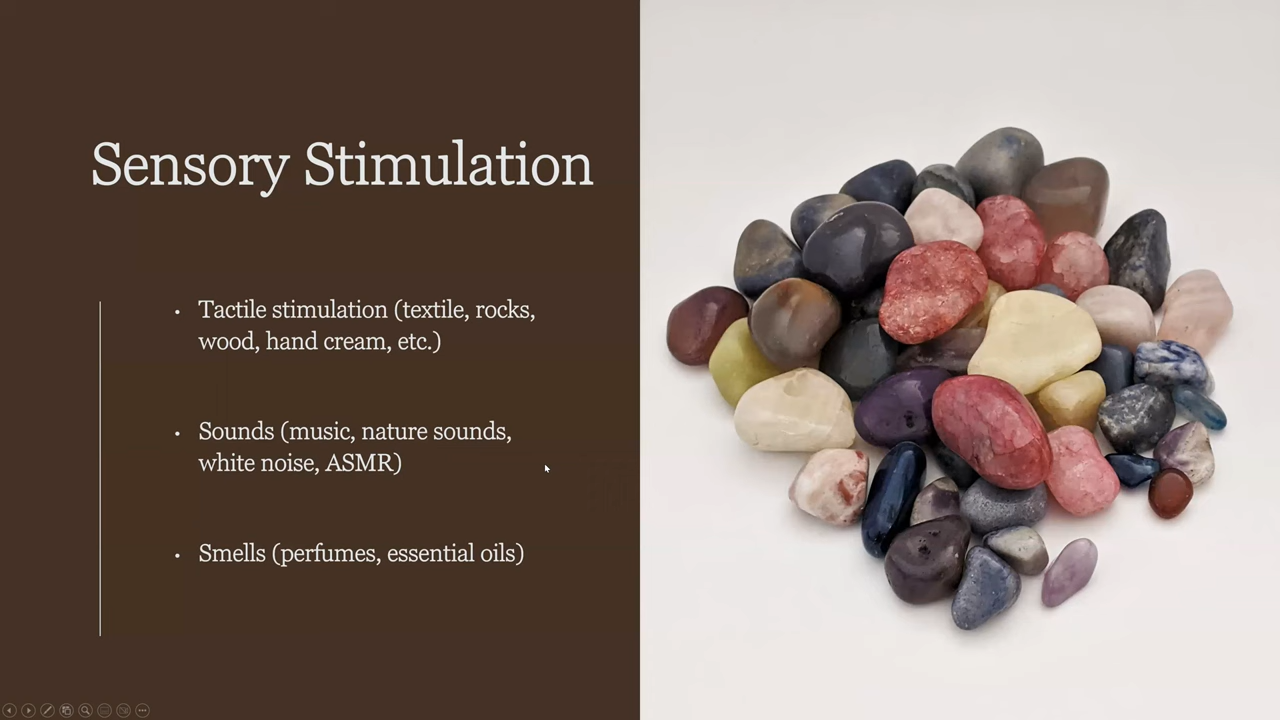 Sensory Stimulation
• Tactile stimulation (textile, rocks,
wood, hand cream, etc.)
• Sounds (music, nature sounds,
white noise, ASMR)
• Smells (perfumes, essential oils)